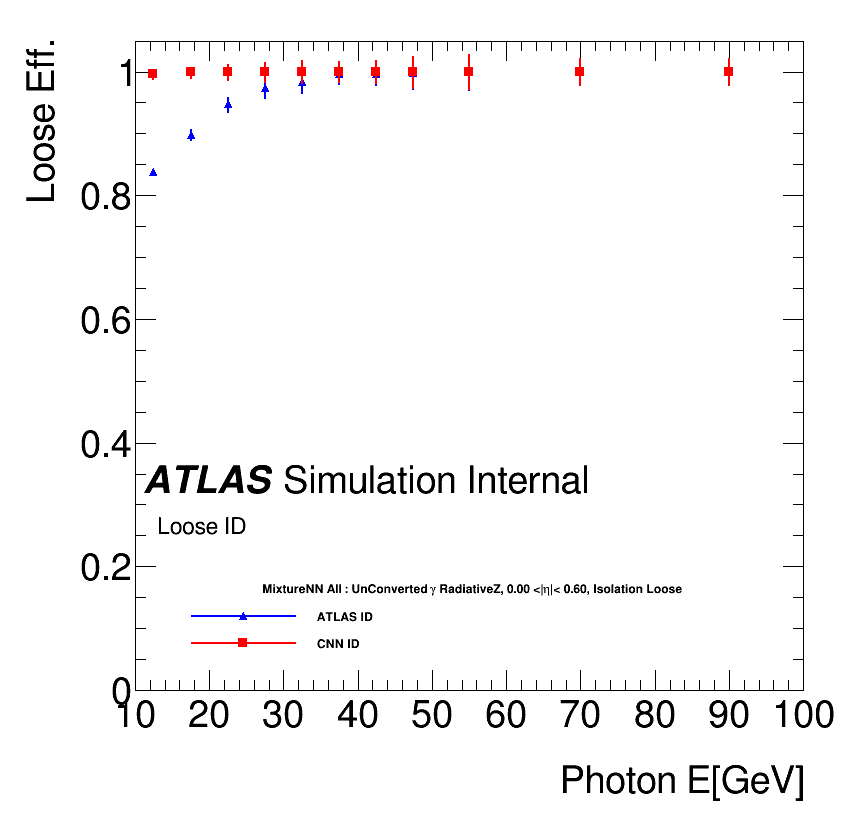 Loose Eff.
1
0.8
0.6
0.4
0.2
0
ATLAS Simulation Internal
Loose ID
MixtureNN All : UnConverted γ RadiativeZ, 0.00 <|η|< 0.60, Isolation Loose
ATLAS ID
CNN ID
10 20 30 40 50 60 70 80 90 100
Photon E[GeV]